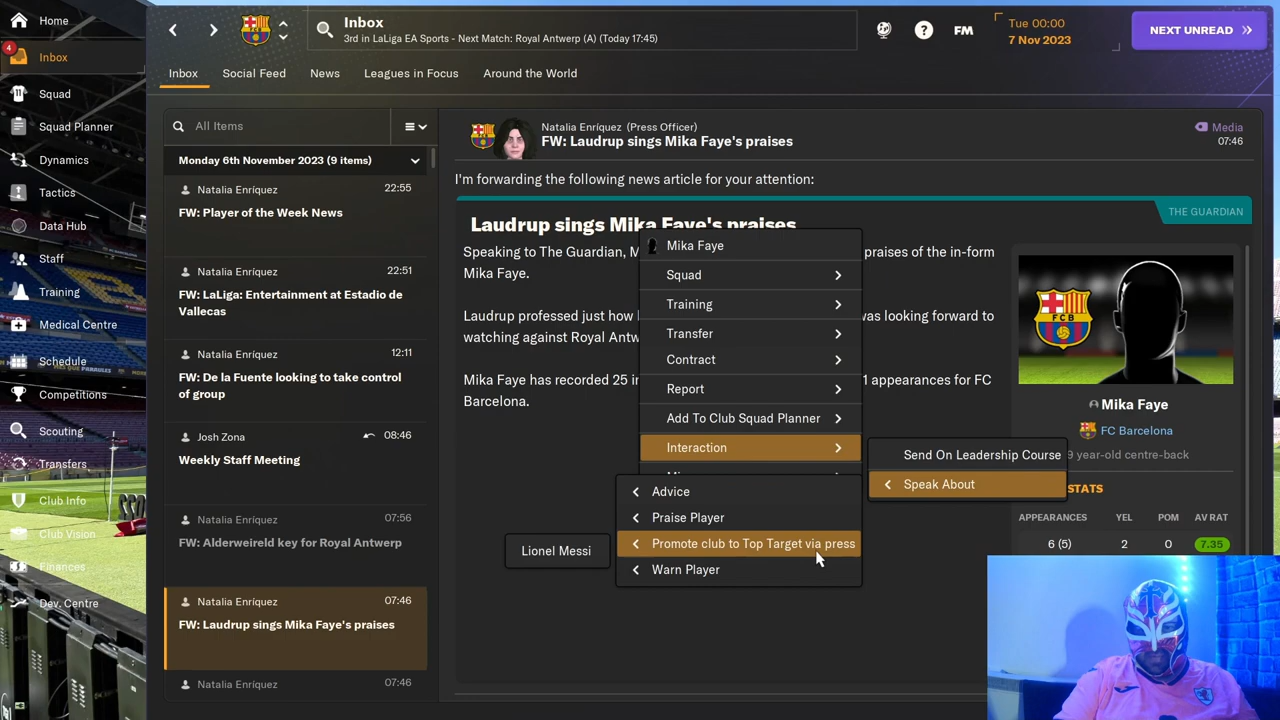 Home
4
Inbox
Squad
Squad Planner
Dynamics
Tactics
Data Hub
Staff
Training
Medical Centre
Schedule
Competitions
Scouting
Transfers
Club Info
Club Vision
Finances
Dev. Centre
Inbox
3rd in LaLiga EA Sports - Next Match: Royal Antwerp (A) (Today 17:45)
?
FM
Tue 00:00
7 Nov 2023
NEXT UNREAD
Inbox
Social Feed
News
Leagues in Focus
Around the World
All Items
Monday 6th November 2023 (9 items)
Natalia Enríquez 22:55
FW: Player of the Week News
Natalia Enríquez 22:51
FW: LaLiga: Entertainment at Estadio de
Vallecas
Natalia Enríquez 12:11
FW: De la Fuente looking to take control
of group
Josh Zona 08:46
Weekly Staff Meeting
Natalia Enríquez 07:56
FW: Alderweireld key for Royal Antwerp
Natalia Enríquez 07:46
FW: Laudrup sings Mika Faye's praises
Natalia Enríquez 07:46
Natalia Enríquez (Press Officer)
FW: Laudrup sings Mika Faye's praises
Media
07:46
I'm forwarding the following news article for your attention:
THE GUARDIAN
Laudrup sings Mika Faye's praises
Speaking to The Guardian, M praises of the in-form
Mika Faye.
Laudrup professed just how was looking forward to
watching against Royal Antw
Mika Faye has recorded 25 in 1 appearances for FC
Barcelona.
Mika Faye
Squad
Training
Transfer
Contract
Report
Add To Club Squad Planner
Interaction
Send On Leadership Course
Speak About
Advice
Praise Player
Promote club to Top Target via press
Warn Player
Lionel Messi
FCB
Mika Faye
FC Barcelona
9 year-old centre-back
STATS
APPEARANCES YEL POM AV RAT
6 (5) 2 0 7.35